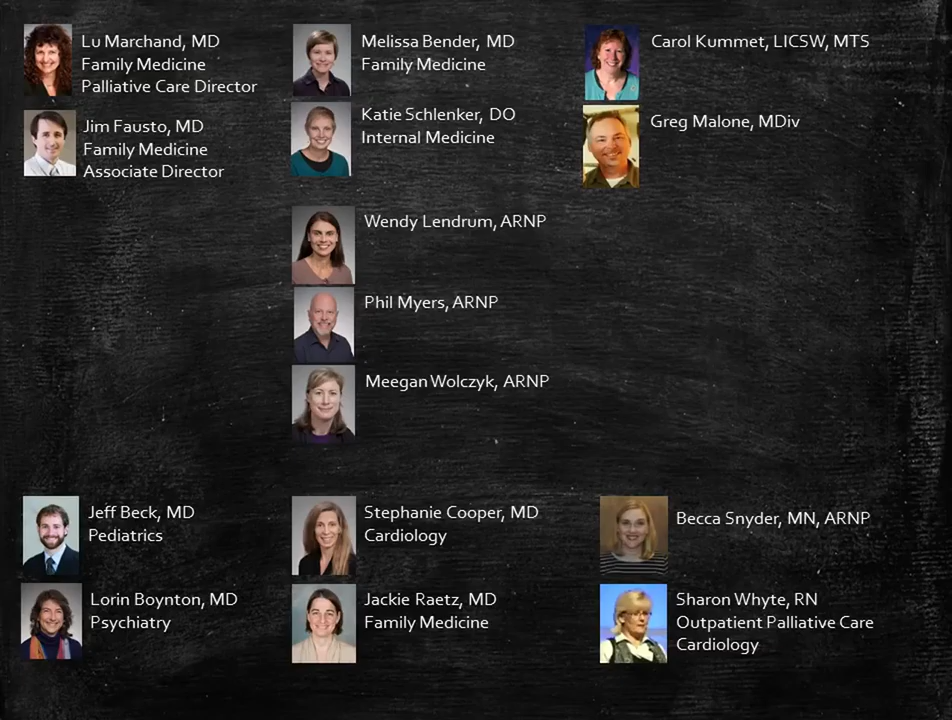 Lu Marchand, MD
Family Medicine
Palliative Care Director
Jim Fausto, MD
Family Medicine
Associate Director
Melissa Bender, MD
Family Medicine
Katie Schlenker, DO
Internal Medicine
Carol Kummet, LICSW, MTS
Greg Malone, MDiv
Wendy Lendrum, ARNP
Phil Myers, ARNP
Meegan Wolczyk, ARNP
Jeff Beck, MD
Pediatrics
Lorin Boynton, MD
Psychiatry
Stephanie Cooper, MD
Cardiology
Jackie Raetz, MD
Family Medicine
Becca Snyder, MN, ARNP
Sharon Whyte, RN
Outpatient Palliative Care
Cardiology